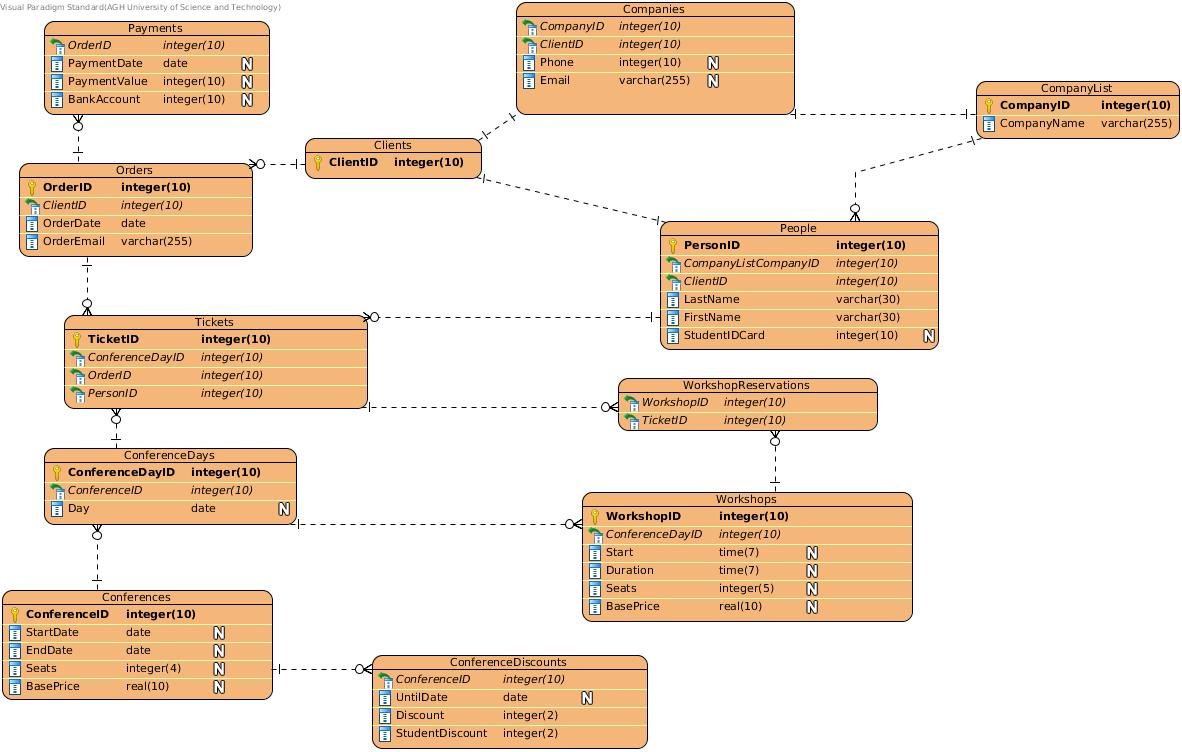 Visual Paradigm Standard(AGH University of Science and Technology)
Payments
OrderID integer(10)
PaymentDate date N
PaymentValue integer(10) N
BankAccount integer(10) N
Companies
CompanyID integer(10)
ClientID integer(10)
Phone integer(10) N
Email varchar(255) N
CompanyList
CompanyID integer(10)
CompanyName varchar(255)
Clients
ClientID integer(10)
Orders
OrderID integer(10)
ClientID integer(10)
OrderDate date
OrderEmail varchar(255)
People
PersonID integer(10)
CompanyListCompanyID integer(10)
ClientID integer(10)
LastName varchar(30)
FirstName varchar(30)
StudentIDCard integer(10) N
Tickets
TicketID integer(10)
ConferenceDayID integer(10)
OrderID integer(10)
PersonID integer(10)
WorkshopReservations
WorkshopID integer(10)
TicketID integer(10)
ConferenceDays
ConferenceDayID integer(10)
ConferenceID integer(10)
Day date N
Workshops
WorkshopID integer(10)
ConferenceDayID integer(10)
Start time(7) N
Duration time(7) N
Seats integer(5) N
BasePrice real(10) N
Conferences
ConferenceID integer(10)
StartDate date N
EndDate date N
Seats integer(4) N
BasePrice real(10) N
ConferenceDiscounts
ConferenceID integer(10)
UntilDate date N
Discount integer(2)
StudentDiscount integer(2)